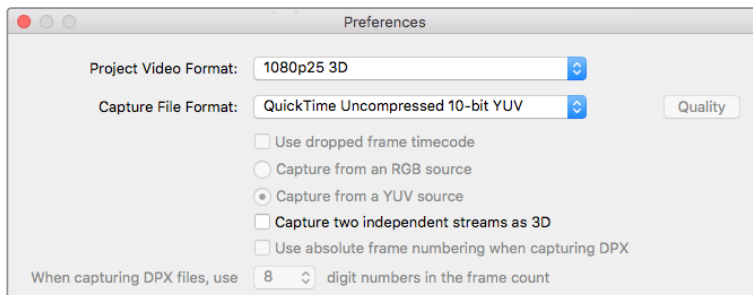 Preferences
Project Video Format: 1080p25 3D
Capture File Format: QuickTime Uncompressed 10-bit YUV Quality
Use dropped frame timecode
Capture from an RGB source
Capture from a YUV source
Capture two independent streams as 3D
Use absolute frame numbering when capturing DPX
When capturing DPX files, use 8 digit numbers in the frame count